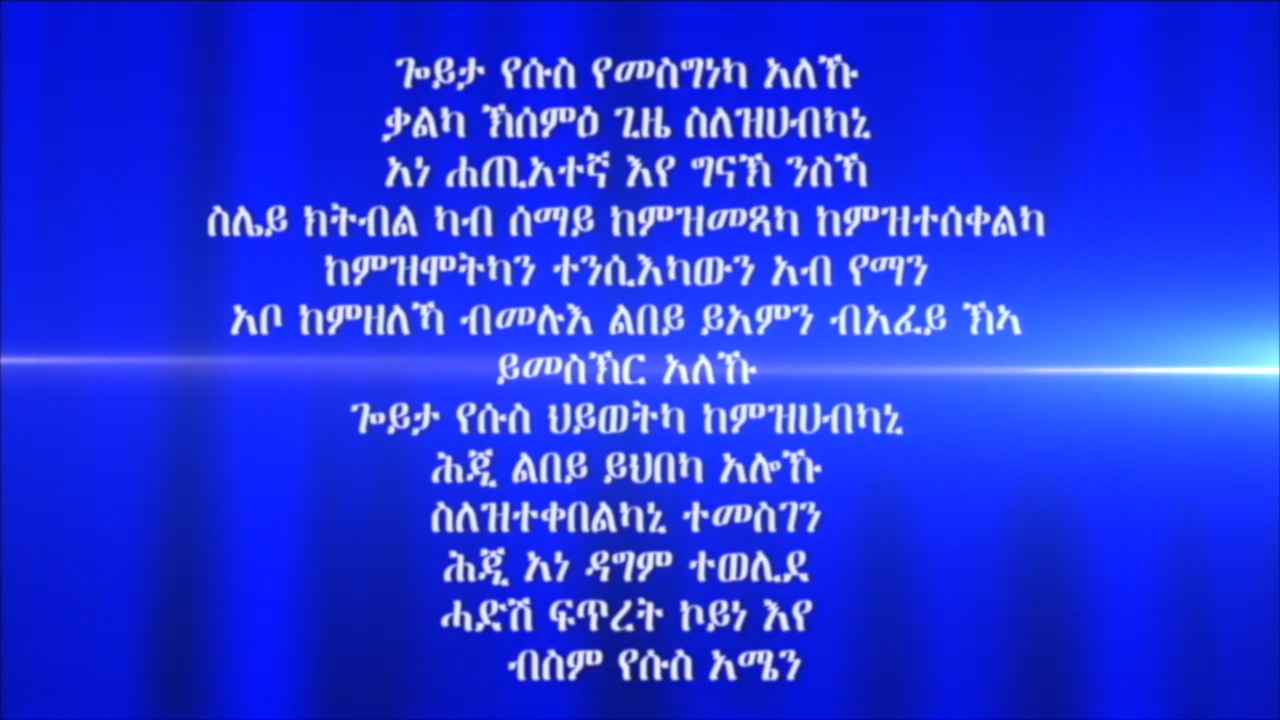 ጐይታ የሱስ የመስግነካ አለኹ
ቃልካ ኽሰምዕ ጊዜ ስለዝሀብካኒ
አነ ሐጢአተኛ እየ ግናኽ ንስኻ
ስሌይ ክትብል ካብ ሰማይ ከምዝመጻካ ከምዝተሰቀልካ
ከምዝሞትካን ተንሲእካውን አብ የማን
አቦ ከምዘለኻ ብመሉእ ልበይ ይአምን ብአፈይ ኽኣ
ይመስኽር አለኹ
ጐይታ የሱስ ህይወትካ ከምዝሀብካኒ
ሕጂ ልበይ ይህበካ አሎኹ
ስለዝተቀበልካኒ ተመስገን
ሕጂ አነ ዳግም ተወሊደ
ሓድሽ ፍጥረት ኮይነ እየ
ብስም የሱስ አሜን